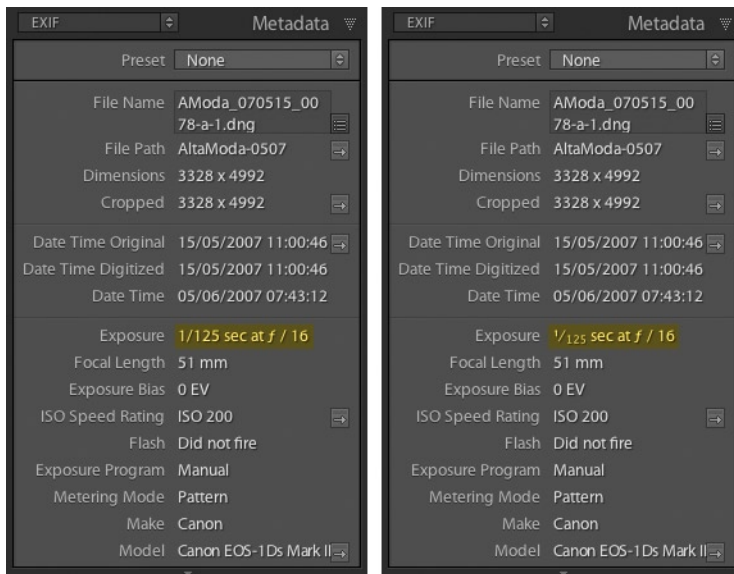 EXIF Metadata
Preset None
File Name AModa_070515_00
78-a-1.dng
File Path AltaModa-0507
Dimensions 3328 x 4992
Cropped 3328 x 4992
Date Time Original 15/05/2007 11:00:46
Date Time Digitized 15/05/2007 11:00:46
Date Time 05/06/2007 07:43:12
Exposure 1/125 sec at ƒ / 16
Focal Length 51 mm
Exposure Bias 0 EV
ISO Speed Rating ISO 200
Flash Did not fire
Exposure Program Manual
Metering Mode Pattern
Make Canon
Model Canon EOS-1Ds Mark II
EXIF Metadata
Preset None
File Name AModa_070515_00
78-a-1.dng
File Path AltaModa-0507
Dimensions 3328 x 4992
Cropped 3328 x 4992
Date Time Original 15/05/2007 11:00:46
Date Time Digitized 15/05/2007 11:00:46
Date Time 05/06/2007 07:43:12
Exposure ¹⁄₁₂₅ sec at ƒ / 16
Focal Length 51 mm
Exposure Bias 0 EV
ISO Speed Rating ISO 200
Flash Did not fire
Exposure Program Manual
Metering Mode Pattern
Make Canon
Model Canon EOS-1Ds Mark II